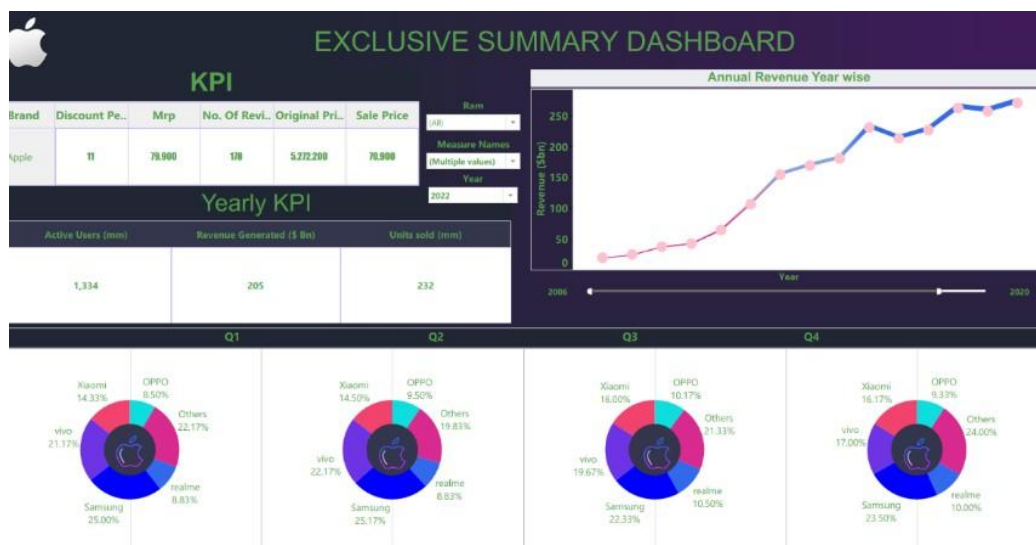 EXCLUSIVE SUMMARY DASHBoARD
KPI
Brand Discount Pe.. Mrp No. Of Revi.. Original Pri.. Sale Price
Apple 11 79,900 178 5,272,200 70,900
Ram
(All)
Measure Names
(Multiple values)
Year
2022
Yearly KPI
Active Users (mm) Revenue Generated ($ Bn) Units sold (mm)
1,334 205 232
Annual Revenue Year wise
Revenue ($bn)
250
200
150
100
50
0
Year
2006 2020
Q1 Q2 Q3 Q4
Xiaomi
14.33%
OPPO
8.50%
Others
22.17%
vivo
21.17%
realme
8.83%
Samsung
25.00%
Xiaomi
14.50%
OPPO
9.50%
Others
19.83%
vivo
22.17%
realme
8.83%
Samsung
25.17%
Xiaomi
16.00%
OPPO
10.17%
Others
21.33%
vivo
19.67%
realme
10.50%
Samsung
22.33%
Xiaomi
16.17%
OPPO
9.33%
Others
24.00%
vivo
17.00%
realme
10.00%
Samsung
23.50%